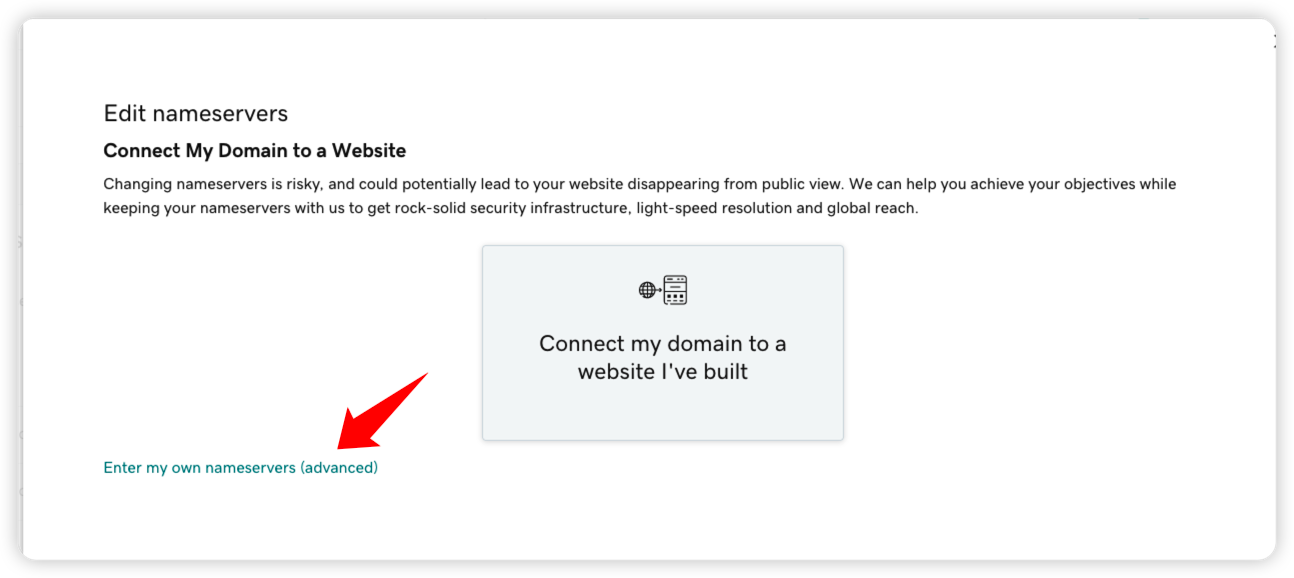 Edit nameservers
Connect My Domain to a Website
Changing nameservers is risky, and could potentially lead to your website disappearing from public view. We can help you achieve your objectives while
keeping your nameservers with us to get rock-solid security infrastructure, light-speed resolution and global reach.
Connect my domain to a
website I've built
Enter my own nameservers (advanced)